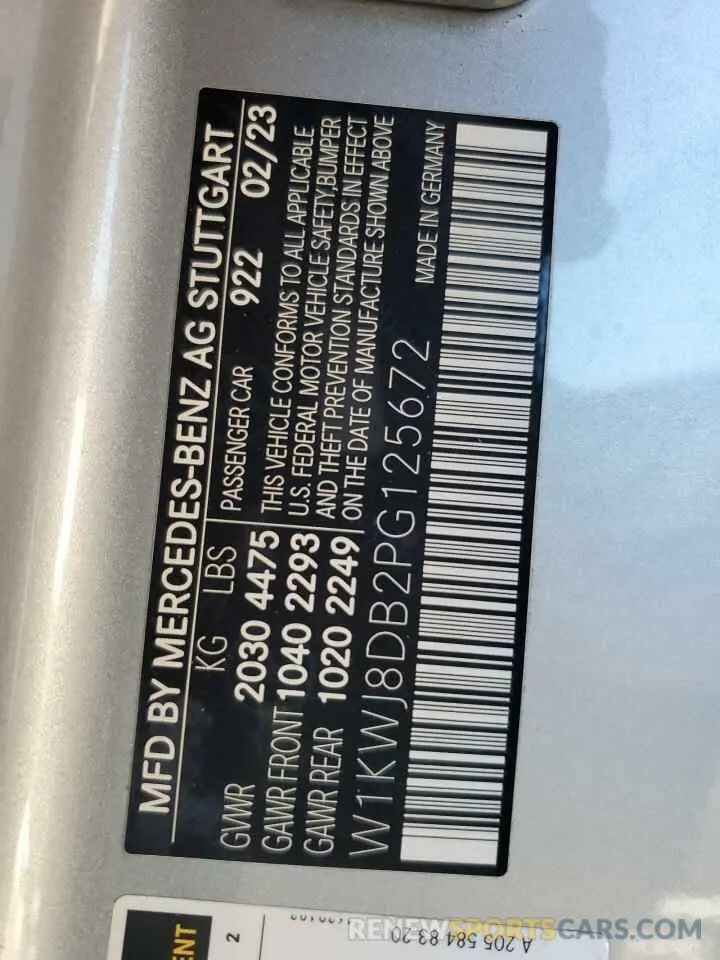 MFD BY MERCEDES-BENZ AG STUTTGART
KG LBS PASSENGER CAR 922 02/23
GVWR 2030 4475 THIS VEHICLE CONFORMS TO ALL APPLICABLE
GAWR FRONT 1040 2293 U.S. FEDERAL MOTOR VEHICLE SAFETY, BUMPER
GAWR REAR 1020 2249 AND THEFT PREVENTION STANDARDS IN EFFECT
ON THE DATE OF MANUFACTURE SHOWN ABOVE
W1KWJ8DB2PG125672 MADE IN GERMANY
ENT
2
A 205 584 83 20
RENEWSPORTSCARS.COM